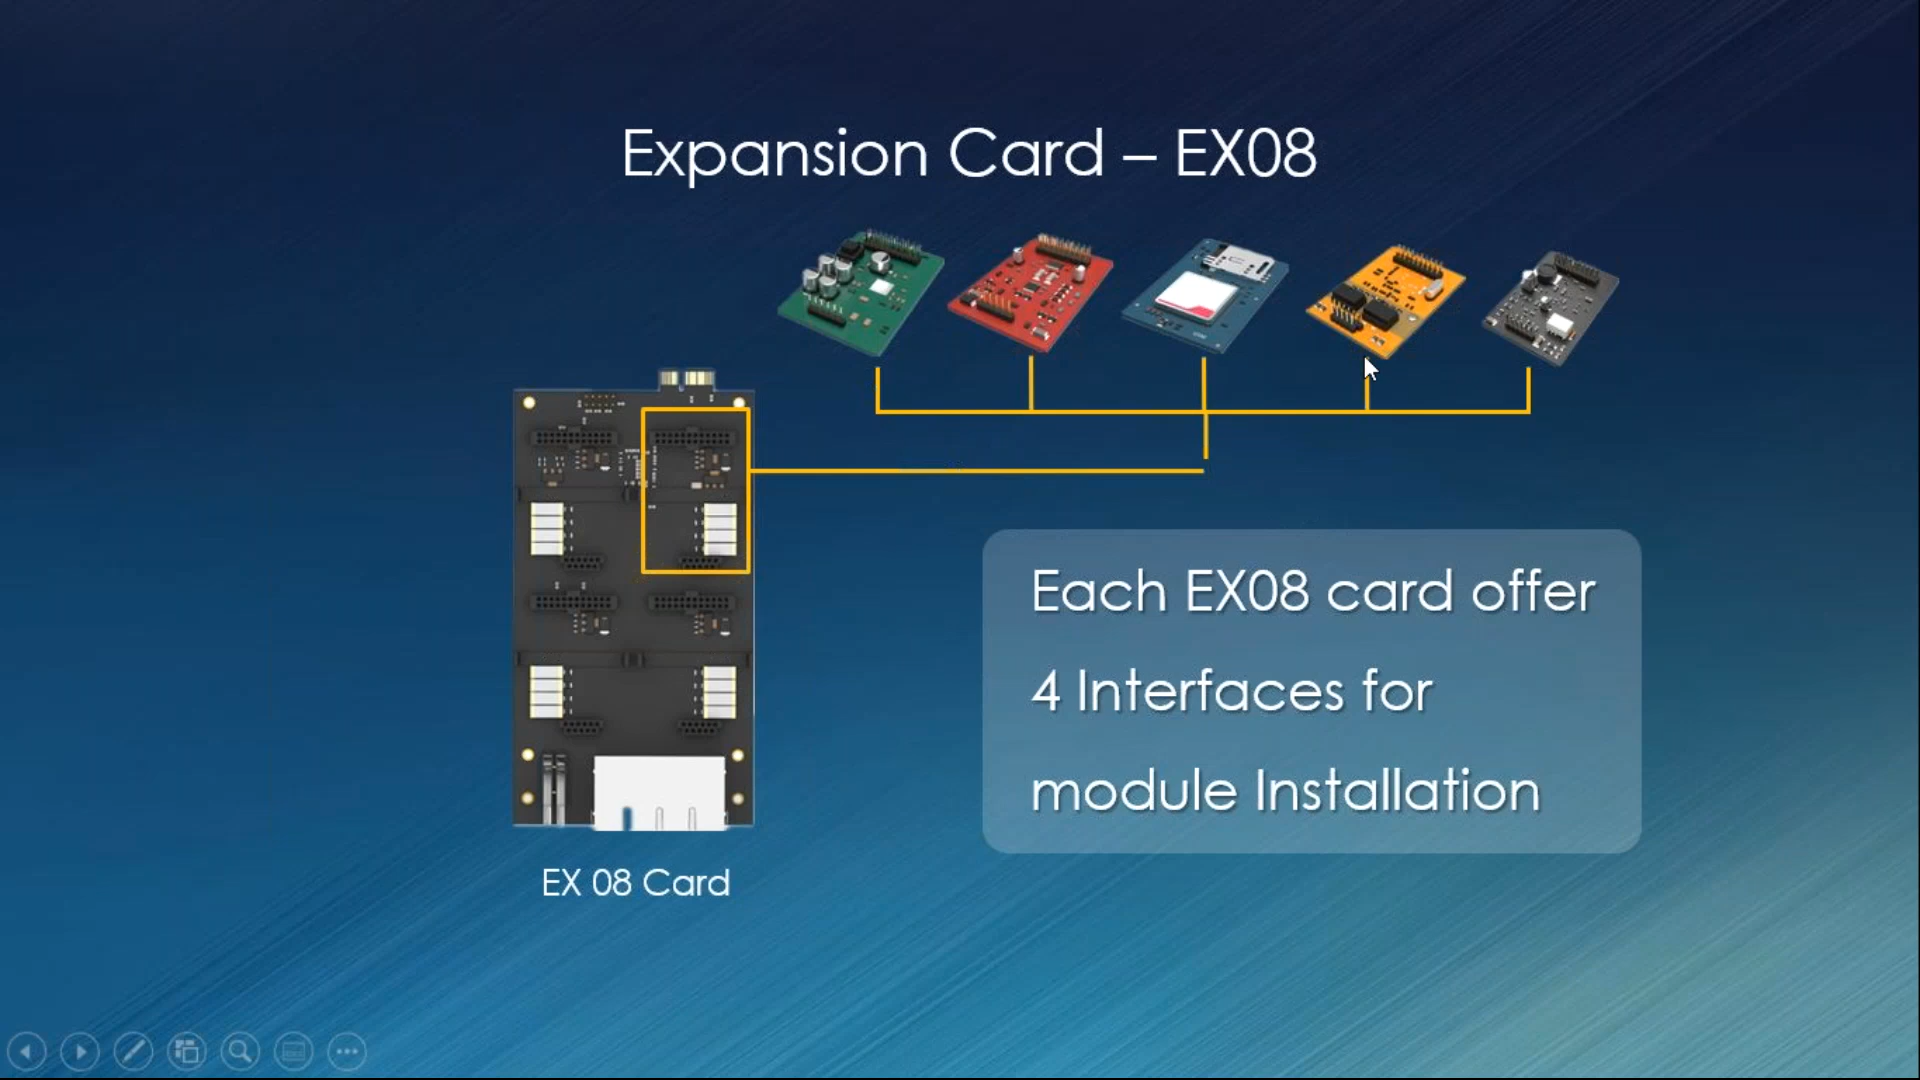 Expansion Card – EX08
Each EX08 card offer
4 Interfaces for
module Installation
EX 08 Card